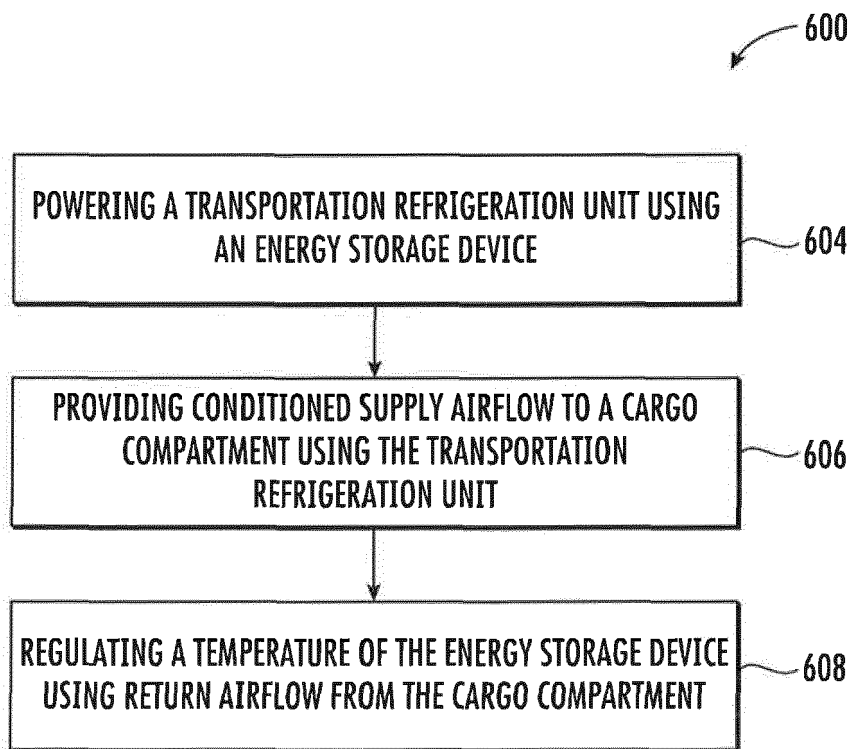 600
POWERING A TRANSPORTATION REFRIGERATION UNIT USING
AN ENERGY STORAGE DEVICE
604
PROVIDING CONDITIONED SUPPLY AIRFLOW TO A CARGO
COMPARTMENT USING THE TRANSPORTATION
REFRIGERATION UNIT
606
REGULATING A TEMPERATURE OF THE ENERGY STORAGE DEVICE
USING RETURN AIRFLOW FROM THE CARGO COMPARTMENT
608